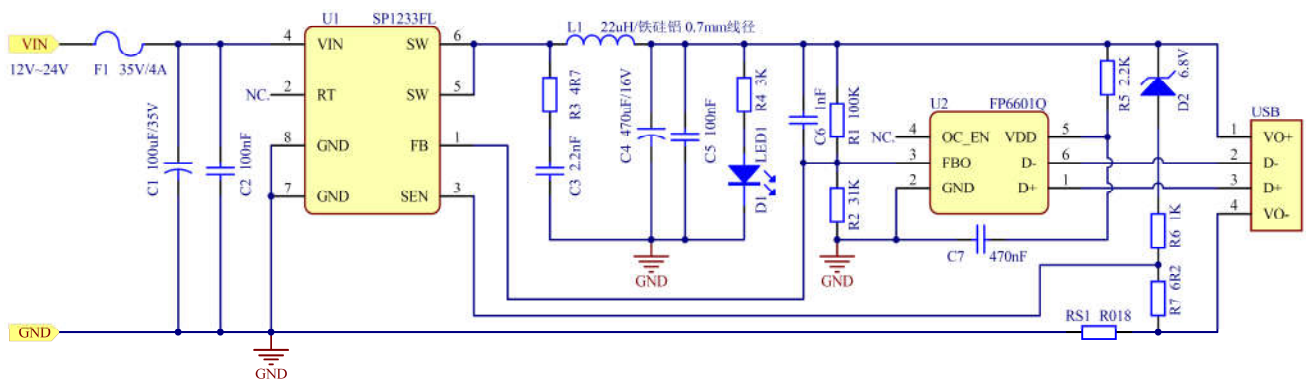 VIN
12V~24V
F1 35V/4A
C1 100uF/35V
C2 100nF
U1 SP1233FL
4 VIN SW 6
NC. 2 RT SW 5
8 GND FB 1
7 GND SEN 3
R3 4R7
C3 2.2nF
L1 22uH/铁硅铝 0.7mm线径
C4 470uF/16V
C5 100nF
R4 3K
D1 LED1
GND
C6 1nF
R1 100K
R2 31K
GND
U2 FP6601Q
NC. 4 OC_EN VDD 5
3 FBO D- 6
2 GND D+ 1
C7 470nF
R5 2.2K
D2 6.8V
R6 1K
R7 6R2
RS1 R018
USB
1 VO+
2 D-
3 D+
4 VO-
GND
GND